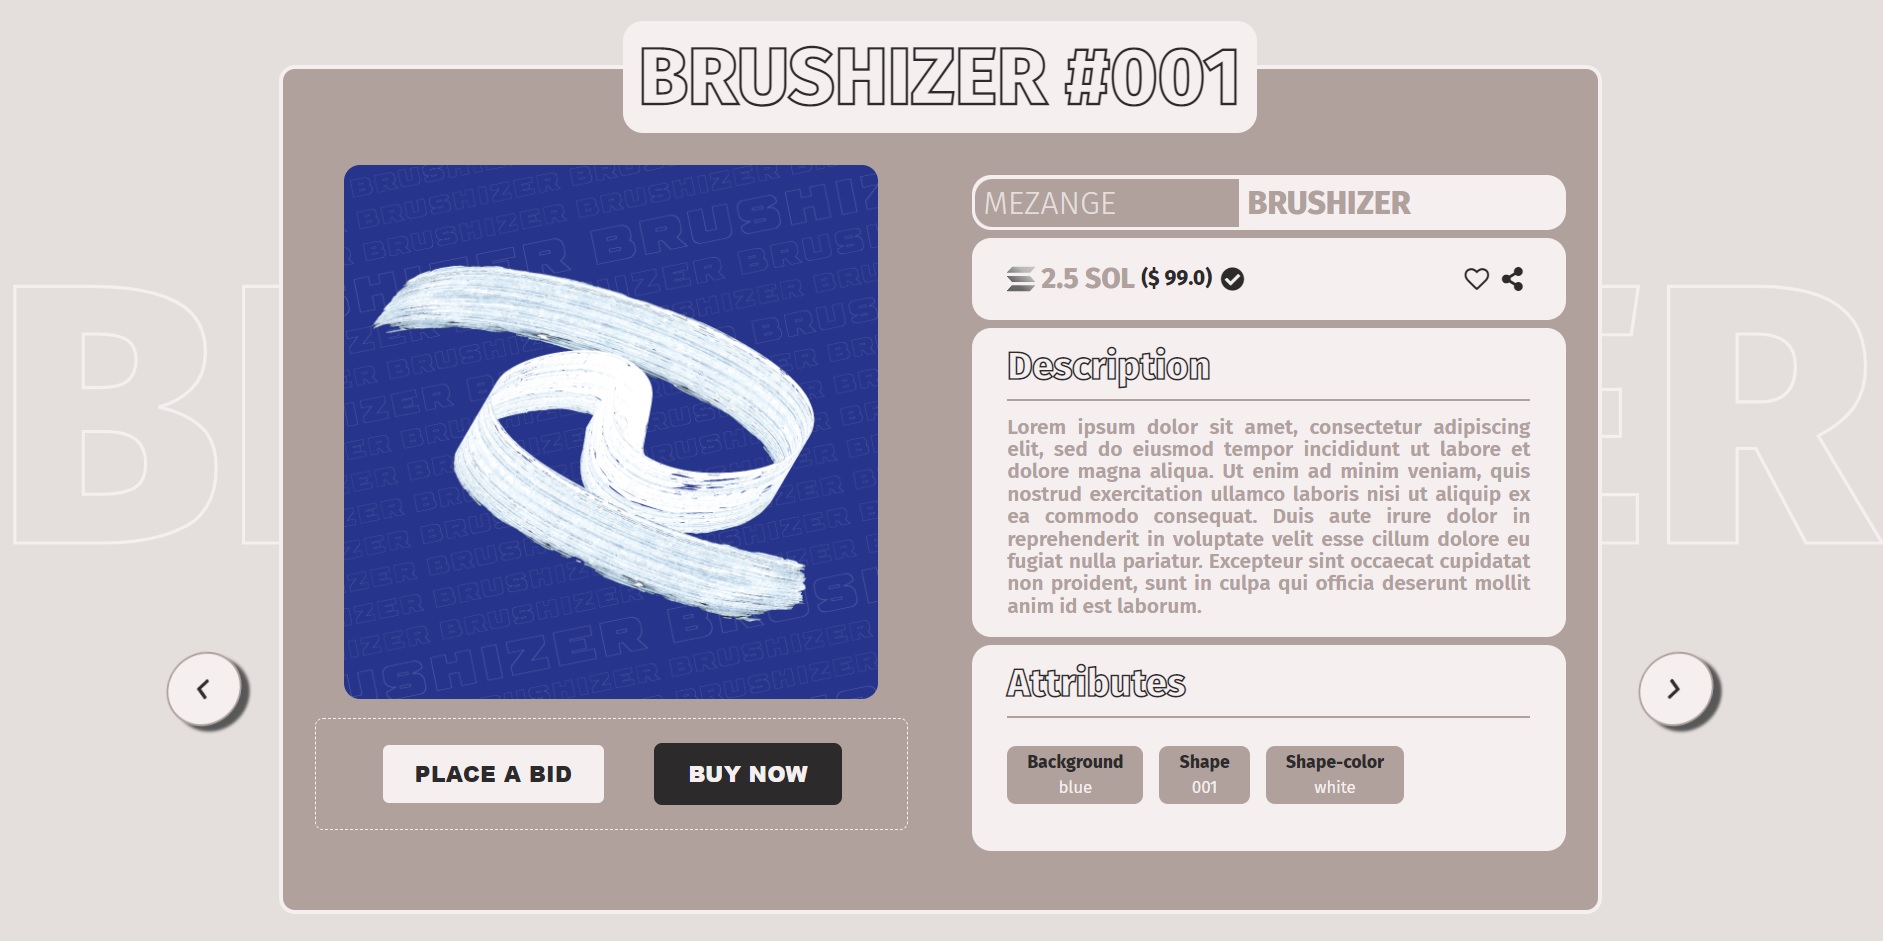 BRUSHIZER #001
MEZANGE BRUSHIZER
2.5 SOL ($ 99.0)
Description
Lorem ipsum dolor sit amet, consectetur adipiscing
elit, sed do eiusmod tempor incididunt ut labore et
dolore magna aliqua. Ut enim ad minim veniam, quis
nostrud exercitation ullamco laboris nisi ut aliquip ex
ea commodo consequat. Duis aute irure dolor in
reprehenderit in voluptate velit esse cillum dolore eu
fugiat nulla pariatur. Excepteur sint occaecat cupidatat
non proident, sunt in culpa qui officia deserunt mollit
anim id est laborum.
Attributes
Background Shape Shape-color
blue 001 white
PLACE A BID BUY NOW